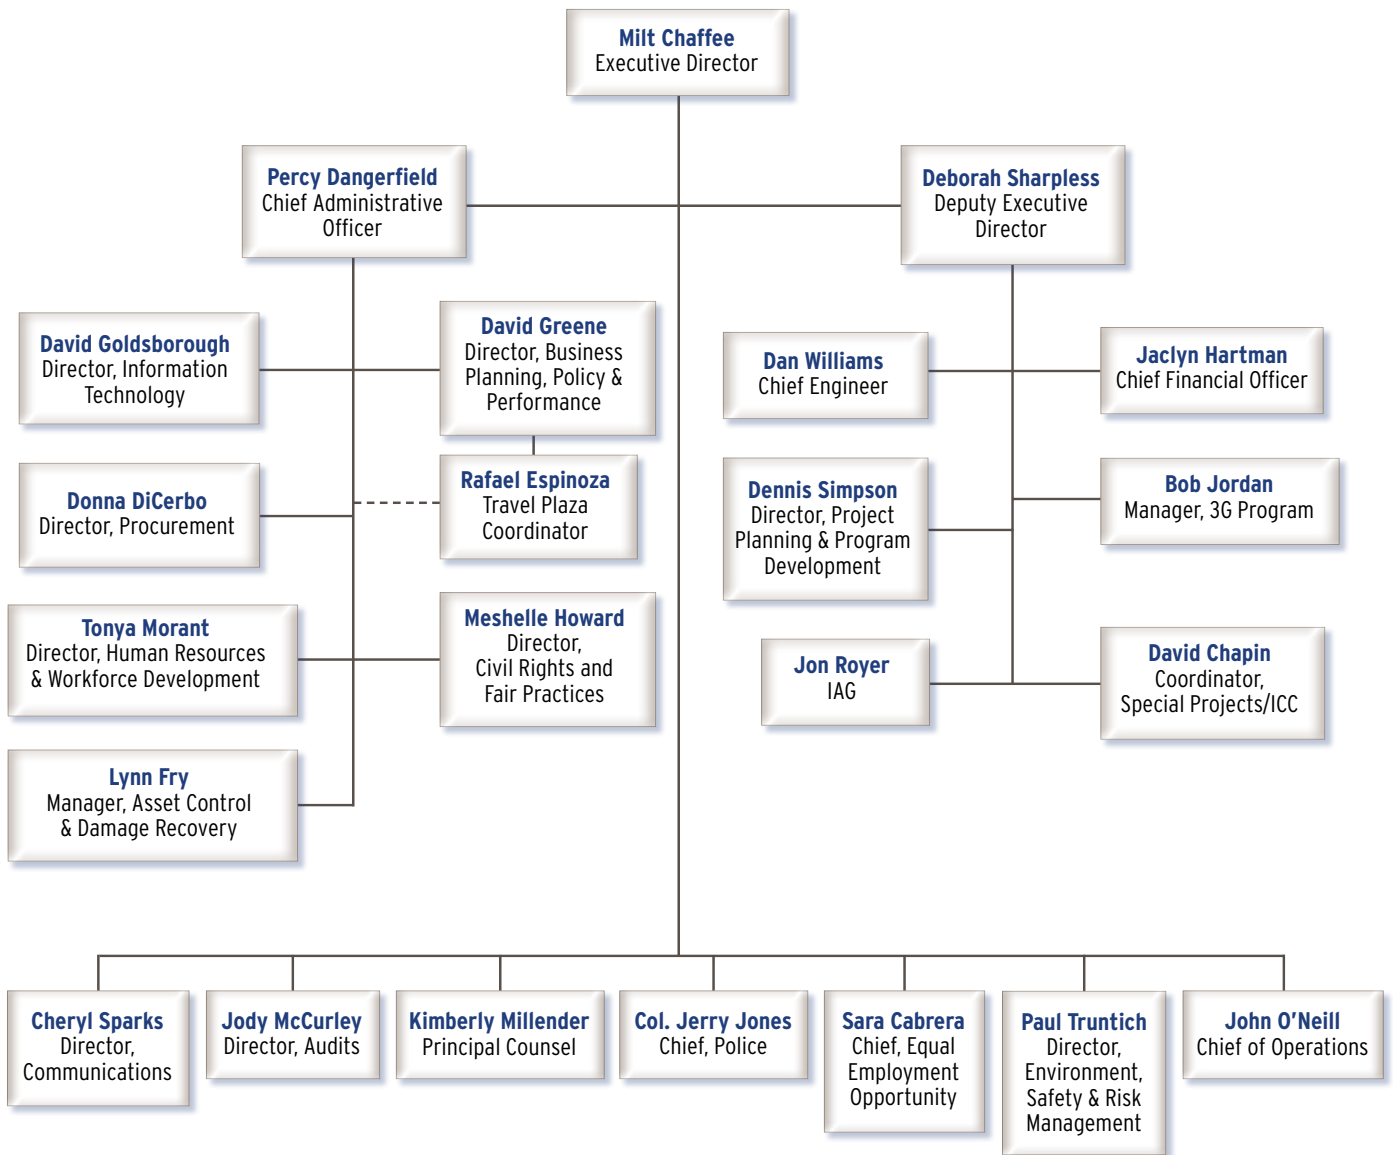 Milt Chaffee
Executive Director
Percy Dangerfield
Chief Administrative
Officer
Deborah Sharpless
Deputy Executive
Director
David Goldsborough
Director, Information
Technology
David Greene
Director, Business
Planning, Policy &
Performance
Dan Williams
Chief Engineer
Jaclyn Hartman
Chief Financial Officer
Donna DiCerbo
Director, Procurement
Rafael Espinoza
Travel Plaza
Coordinator
Dennis Simpson
Director, Project
Planning & Program
Development
Bob Jordan
Manager, 3G Program
Tonya Morant
Director, Human Resources
& Workforce Development
Meshelle Howard
Director,
Civil Rights and
Fair Practices
Jon Royer
IAG
David Chapin
Coordinator,
Special Projects/ICC
Lynn Fry
Manager, Asset Control
& Damage Recovery
Cheryl Sparks
Director,
Communications
Jody McCurley
Director, Audits
Kimberly Millender
Principal Counsel
Col. Jerry Jones
Chief, Police
Sara Cabrera
Chief, Equal
Employment
Opportunity
Paul Truntich
Director,
Environment,
Safety & Risk
Management
John O'Neill
Chief of Operations